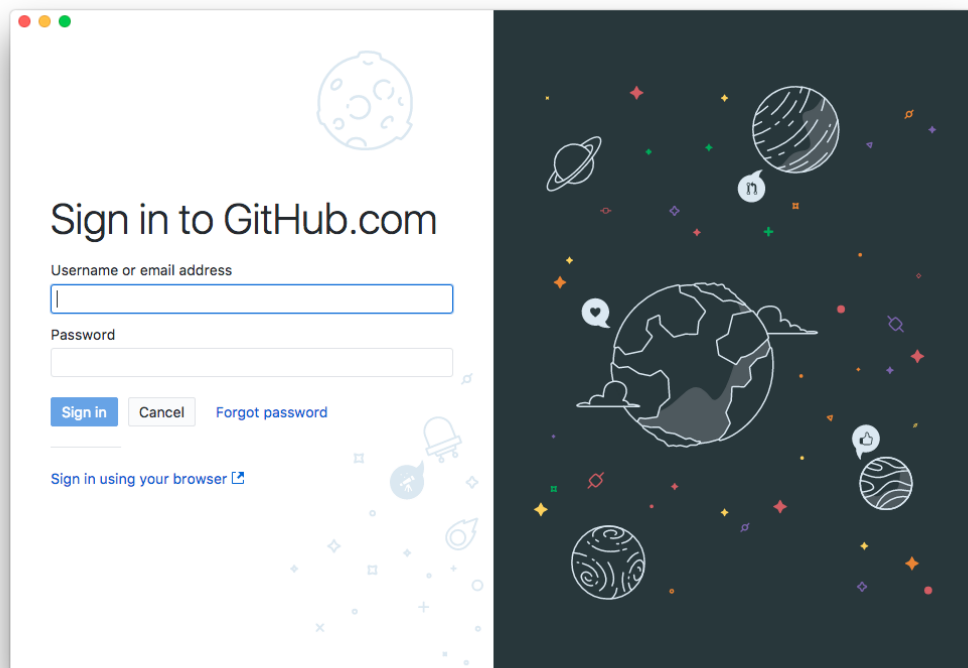 Sign in to GitHub.com
Username or email address
Password
Sign in Cancel Forgot password
Sign in using your browser